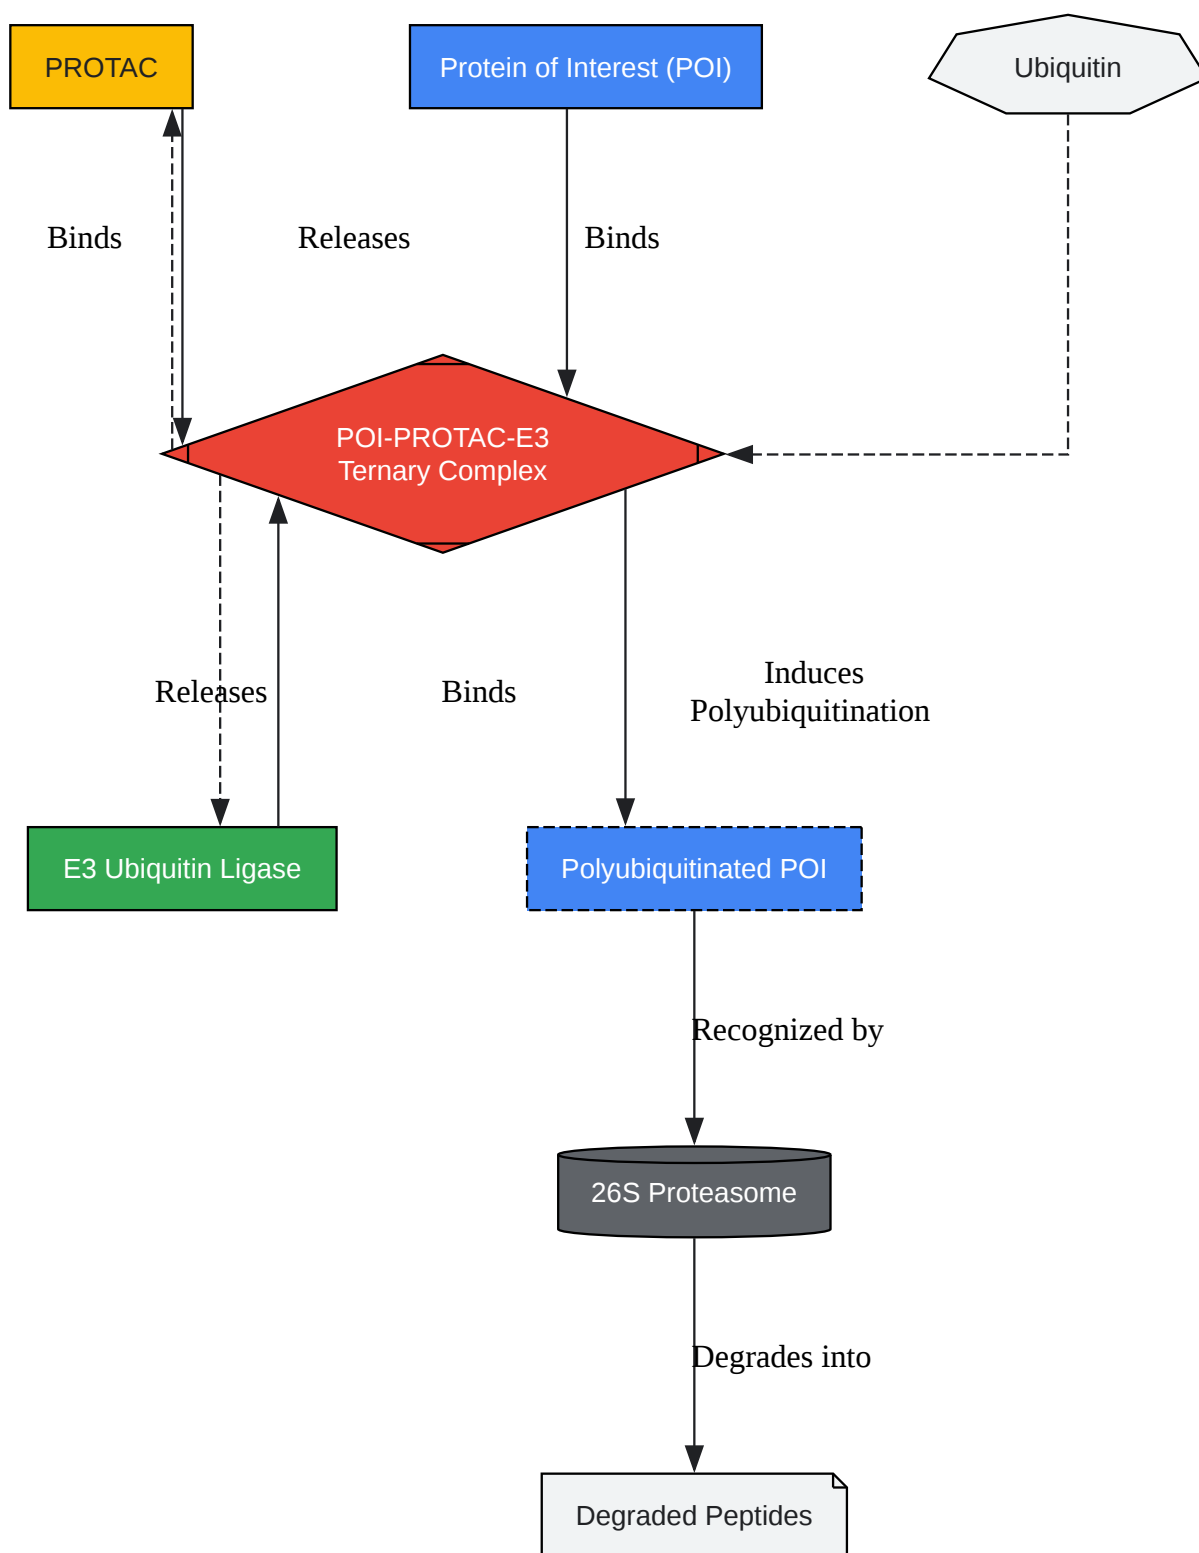 PROTAC
Protein of Interest (POI)
Ubiquitin
Binds
Releases
Binds
POI-PROTAC-E3
Ternary Complex
Releases
Binds
Induces
Polyubiquitination
E3 Ubiquitin Ligase
Polyubiquitinated POI
Recognized by
26S Proteasome
Degrades into
Degraded Peptides